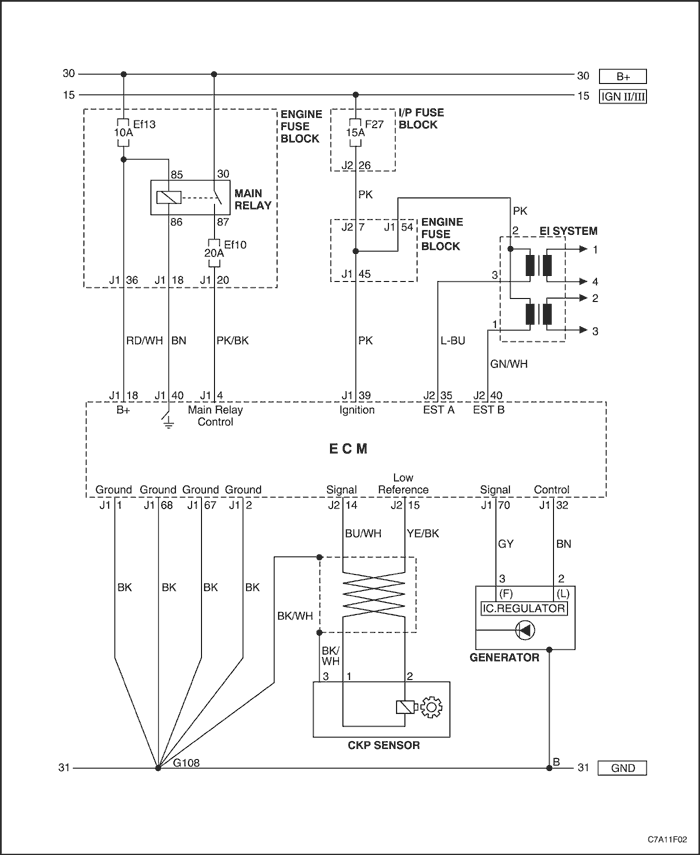 30 30 B+
15 15 IGN II/III
ENGINE FUSE BLOCK
Ef13
10A
I/P FUSE BLOCK
F27
15A
J2 26
85 30
MAIN RELAY
86 87
Ef10
20A
PK
J2 7 J1 54
ENGINE FUSE BLOCK
PK
2 EI SYSTEM
1
3 4
2
1 3
J1 36 J1 18 J1 20
J1 45
RD/WH BN PK/BK PK L-BU
GN/WH
J1 18 J1 40 J1 4 J1 39 J2 35 J2 40
B+ Main Relay Control Ignition EST A EST B
ECM
Ground Ground Ground Ground Signal Low Reference Signal Control
J1 1 J1 68 J1 67 J1 2 J2 14 J2 15 J1 70 J1 32
BU/WH YE/BK GY BN
BK BK BK BK BK/WH
3 2
(F) (L)
IC.REGULATOR
GENERATOR
BK/WH
3 1 2
CKP SENSOR
31 G108 B 31 GND
C7A11F02